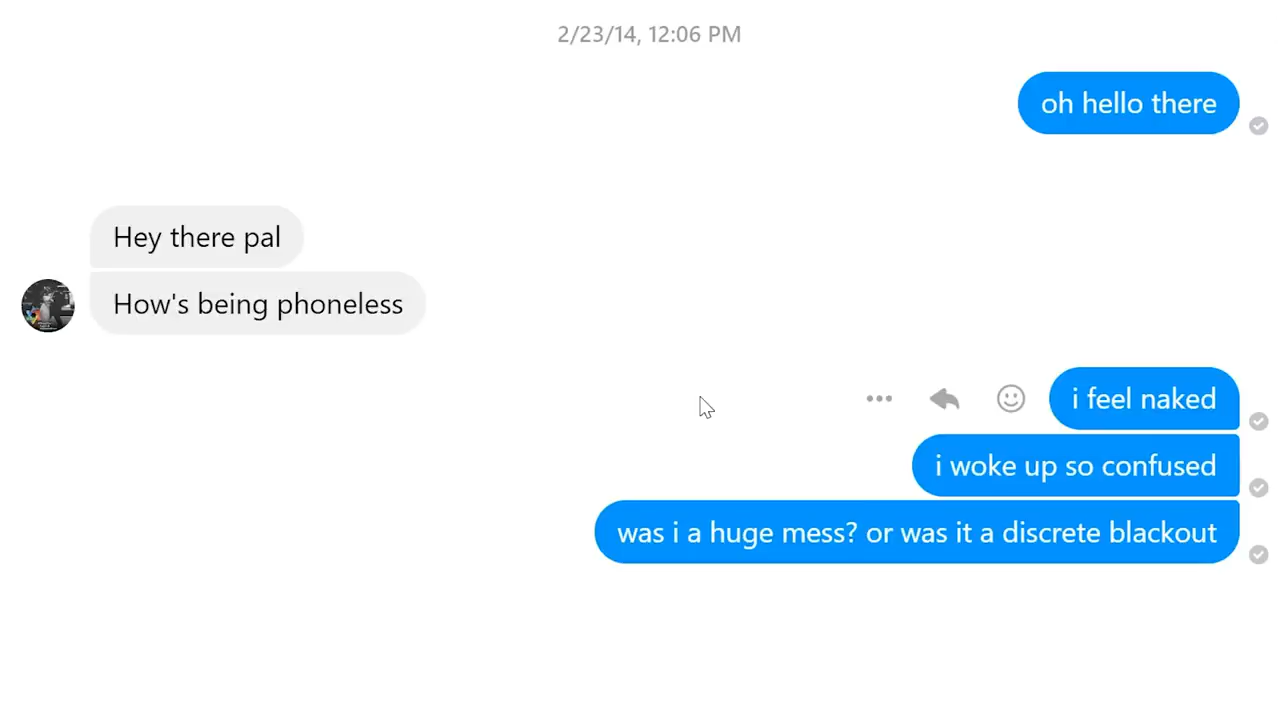 2/23/14, 12:06 PM
oh hello there
Hey there pal
How's being phoneless
i feel naked
i woke up so confused
was i a huge mess? or was it a discrete blackout